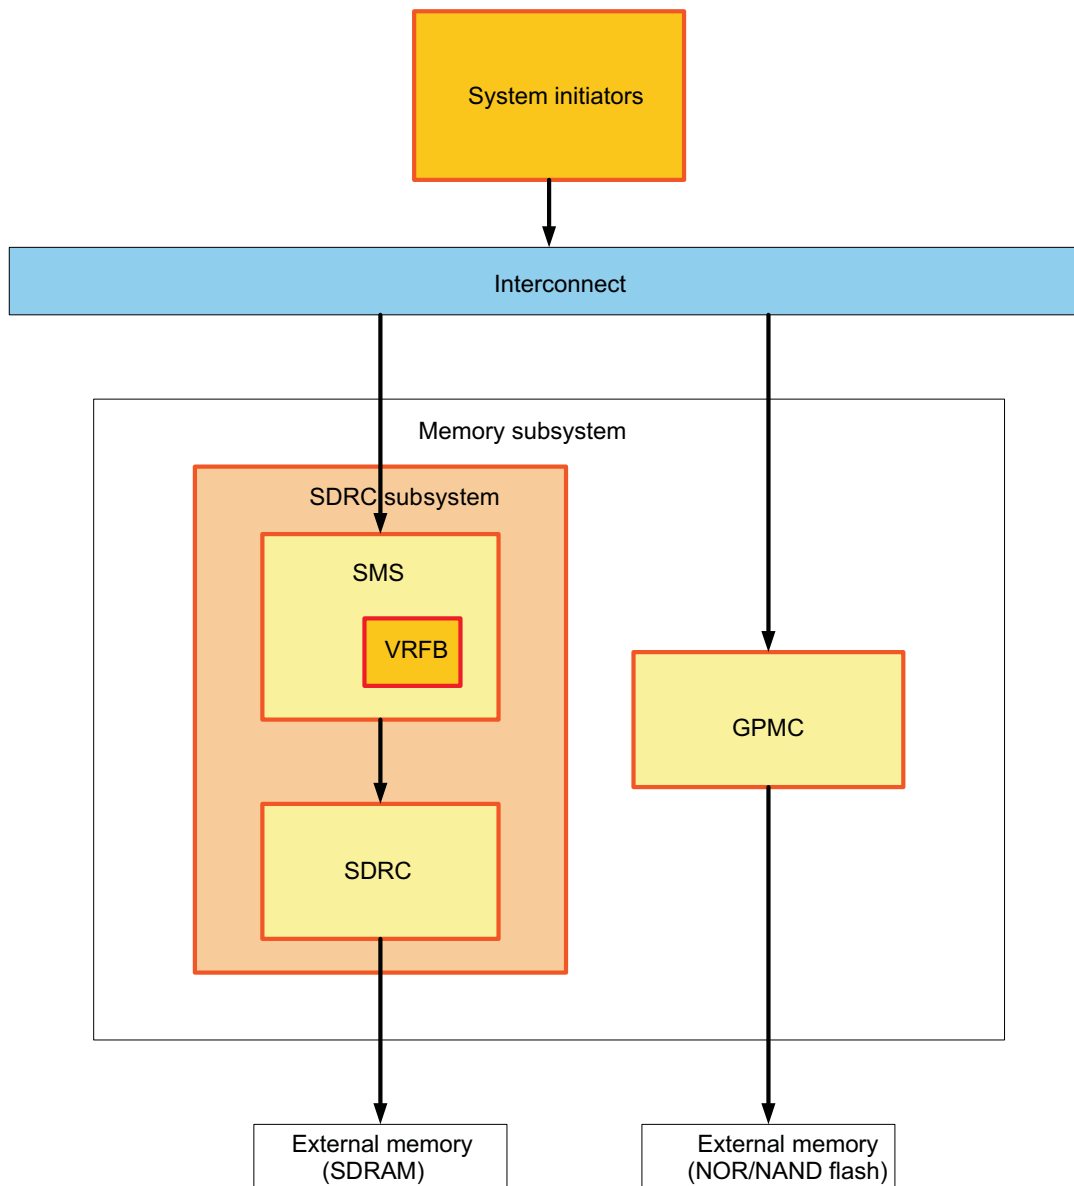 System initiators
Interconnect
Memory subsystem
SDRC subsystem
SMS
VRFB
GPMC
SDRC
External memory
(SDRAM)
External memory
(NOR/NAND flash)